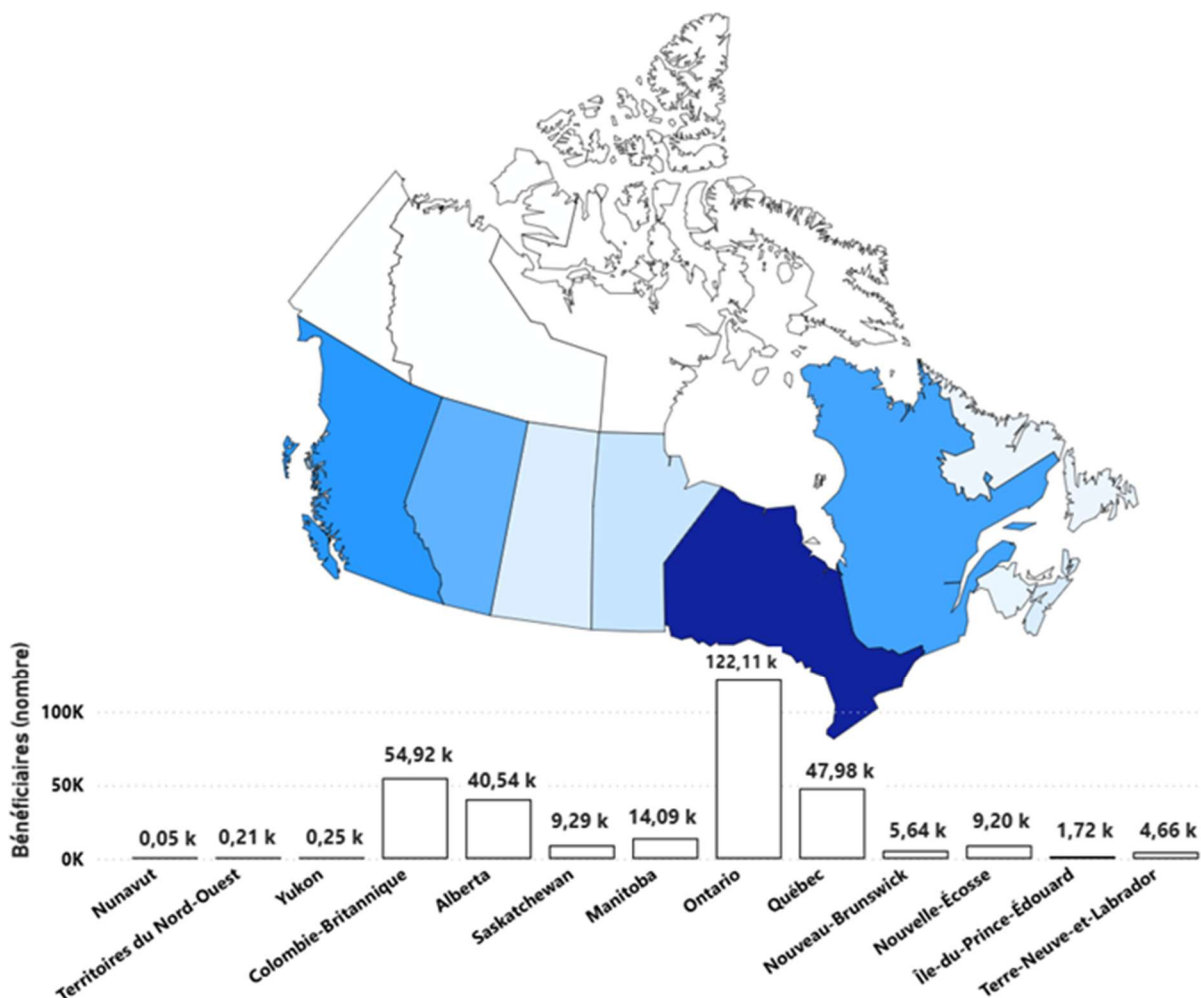 Bénéficiaires (nombre)
100K
50K
0K
0,05 k
0,21 k
0,25 k
54,92 k
40,54 k
9,29 k
14,09 k
122,11 k
47,98 k
5,64 k
9,20 k
1,72 k
4,66 k
Nunavut
Territoires du Nord-Ouest
Yukon
Colombie-Britannique
Alberta
Saskatchewan
Manitoba
Ontario
Québec
Nouveau-Brunswick
Nouvelle-Écosse
Île-du-Prince-Édouard
Terre-Neuve-et-Labrador